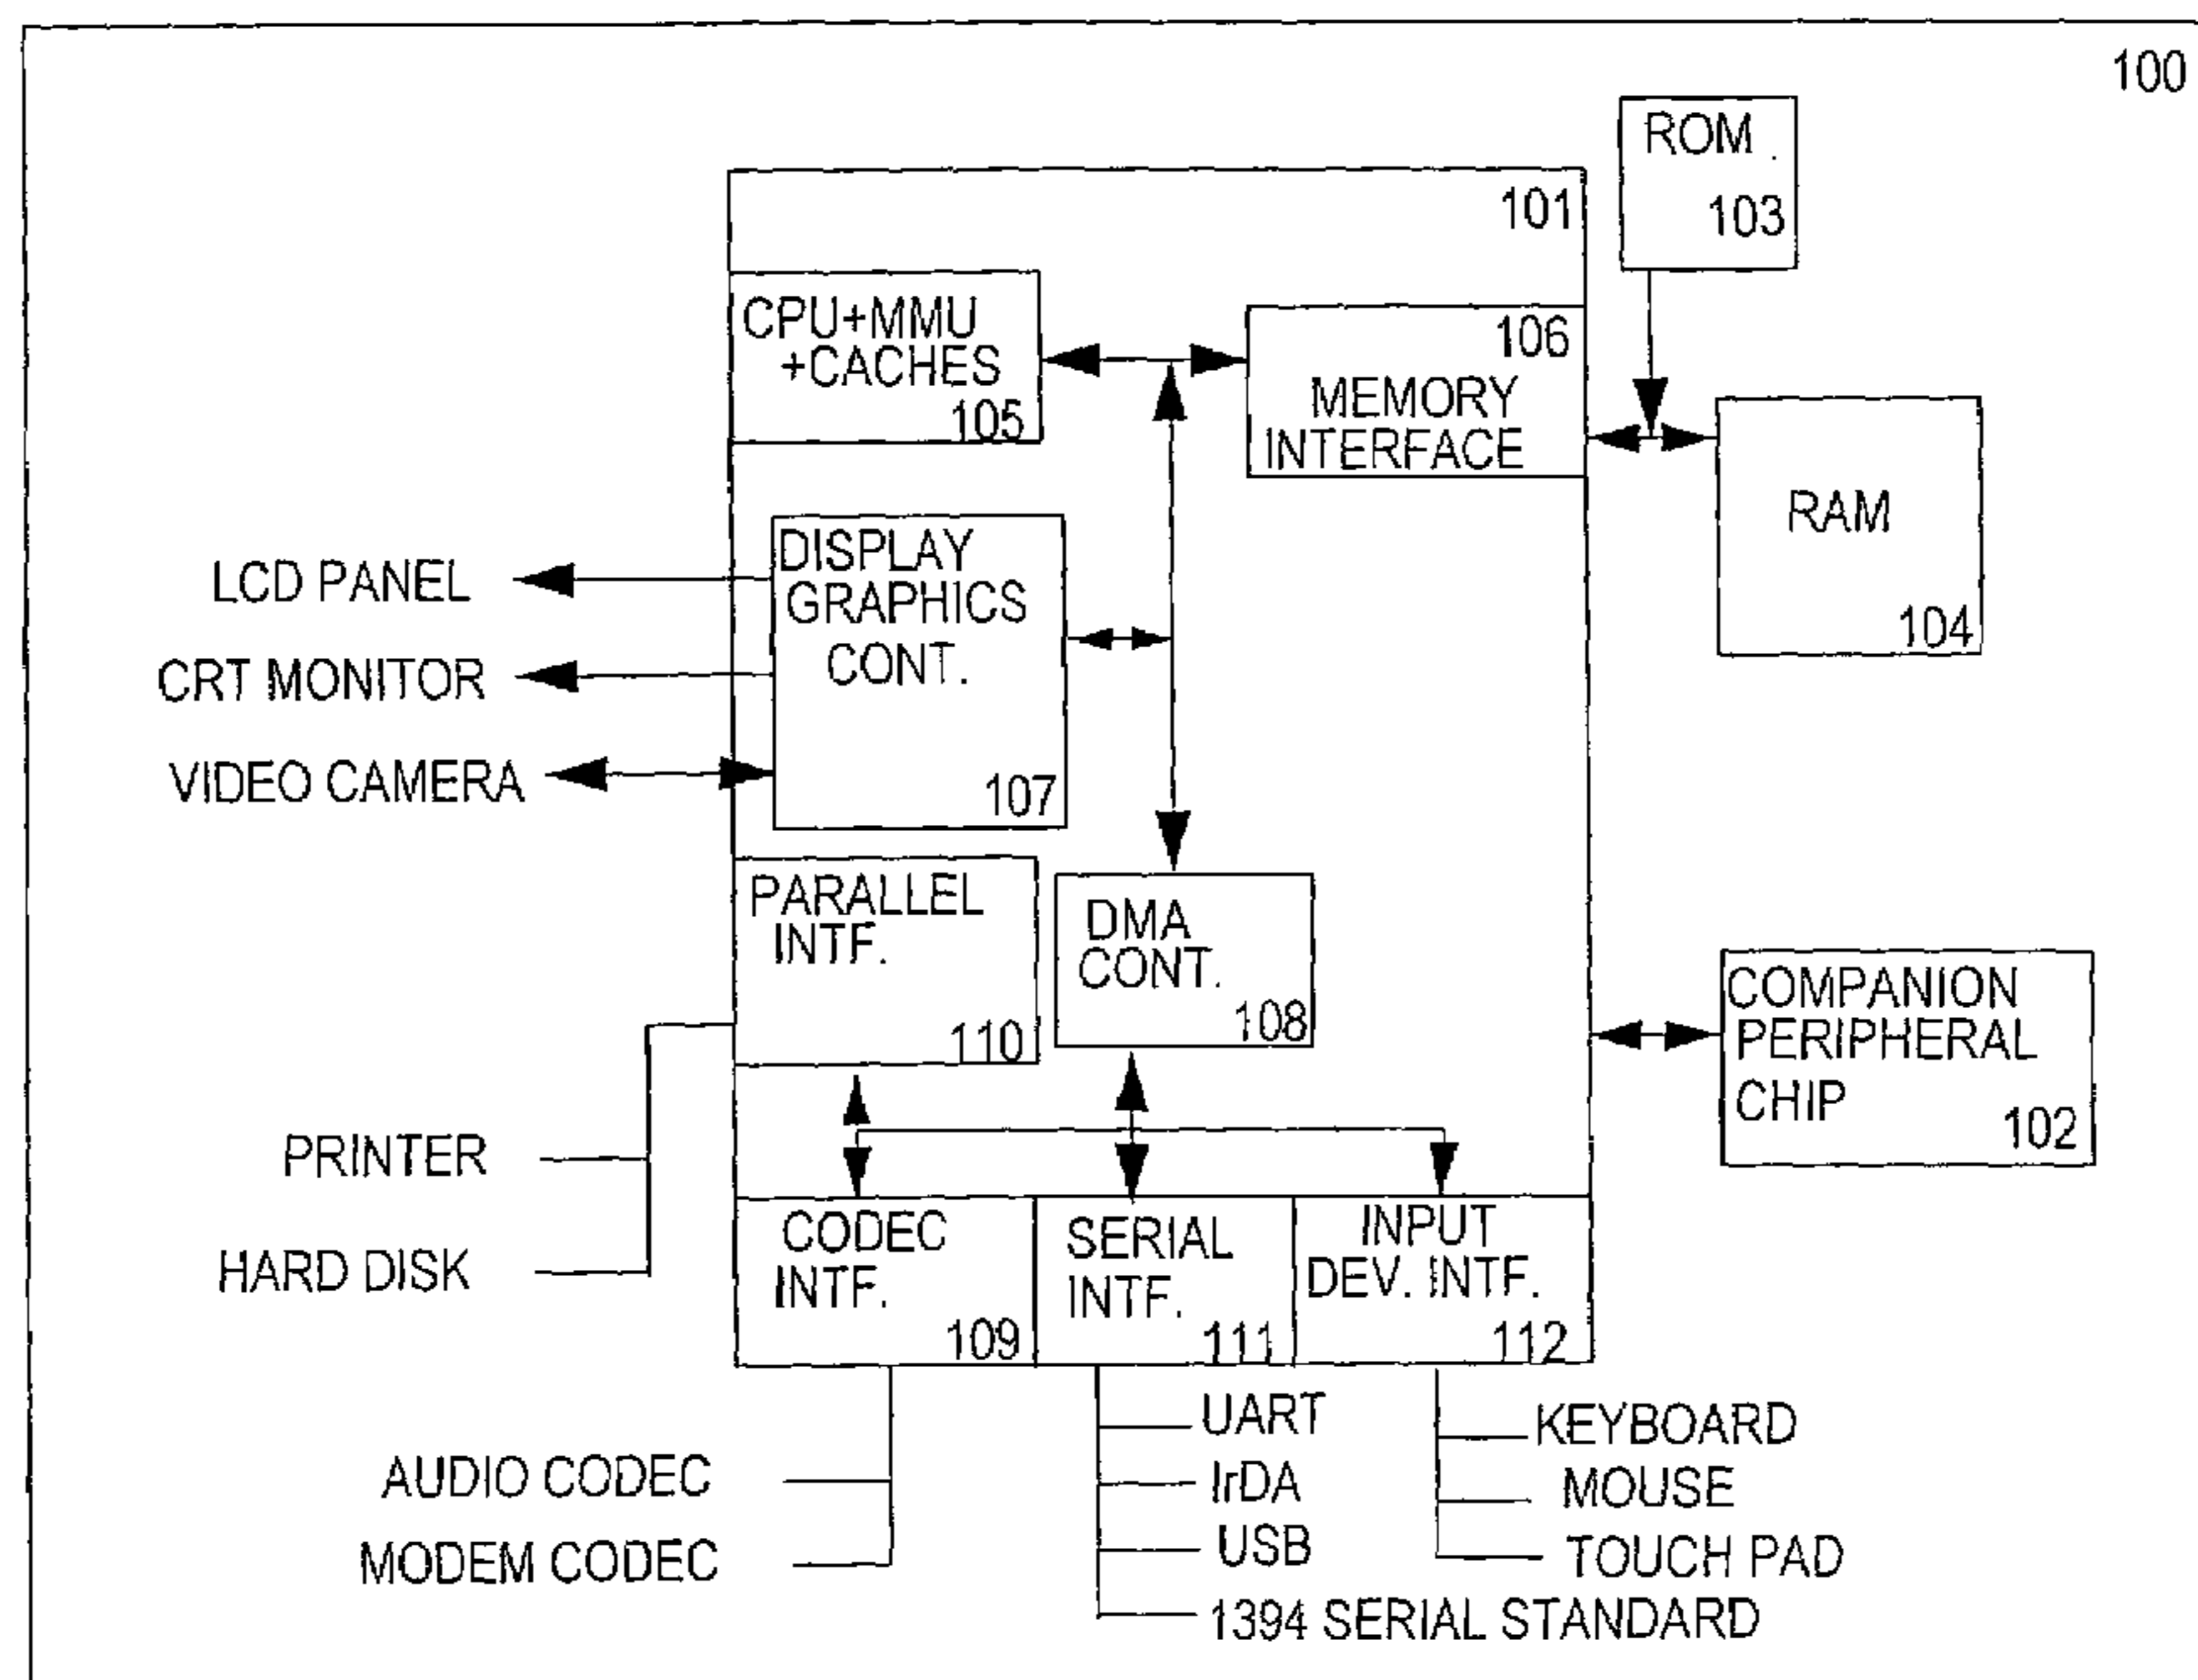 100
ROM
103
101
CPU+MMU
+CACHES
105
106
MEMORY
INTERFACE
RAM
104
DISPLAY
GRAPHICS
CONT.
107
LCD PANEL
CRT MONITOR
VIDEO CAMERA
PARALLEL
INTF.
110
DMA
CONT.
108
COMPANION
PERIPHERAL
CHIP
102
PRINTER
HARD DISK
CODEC
INTF.
109
SERIAL
INTF.
111
INPUT
DEV. INTF.
112
AUDIO CODEC
MODEM CODEC
UART
IrDA
USB
1394 SERIAL STANDARD
KEYBOARD
MOUSE
TOUCH PAD